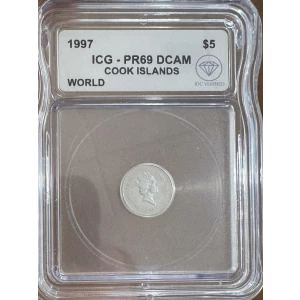 1997 $5
ICG - PR69 DCAM
COOK ISLANDS
WORLD